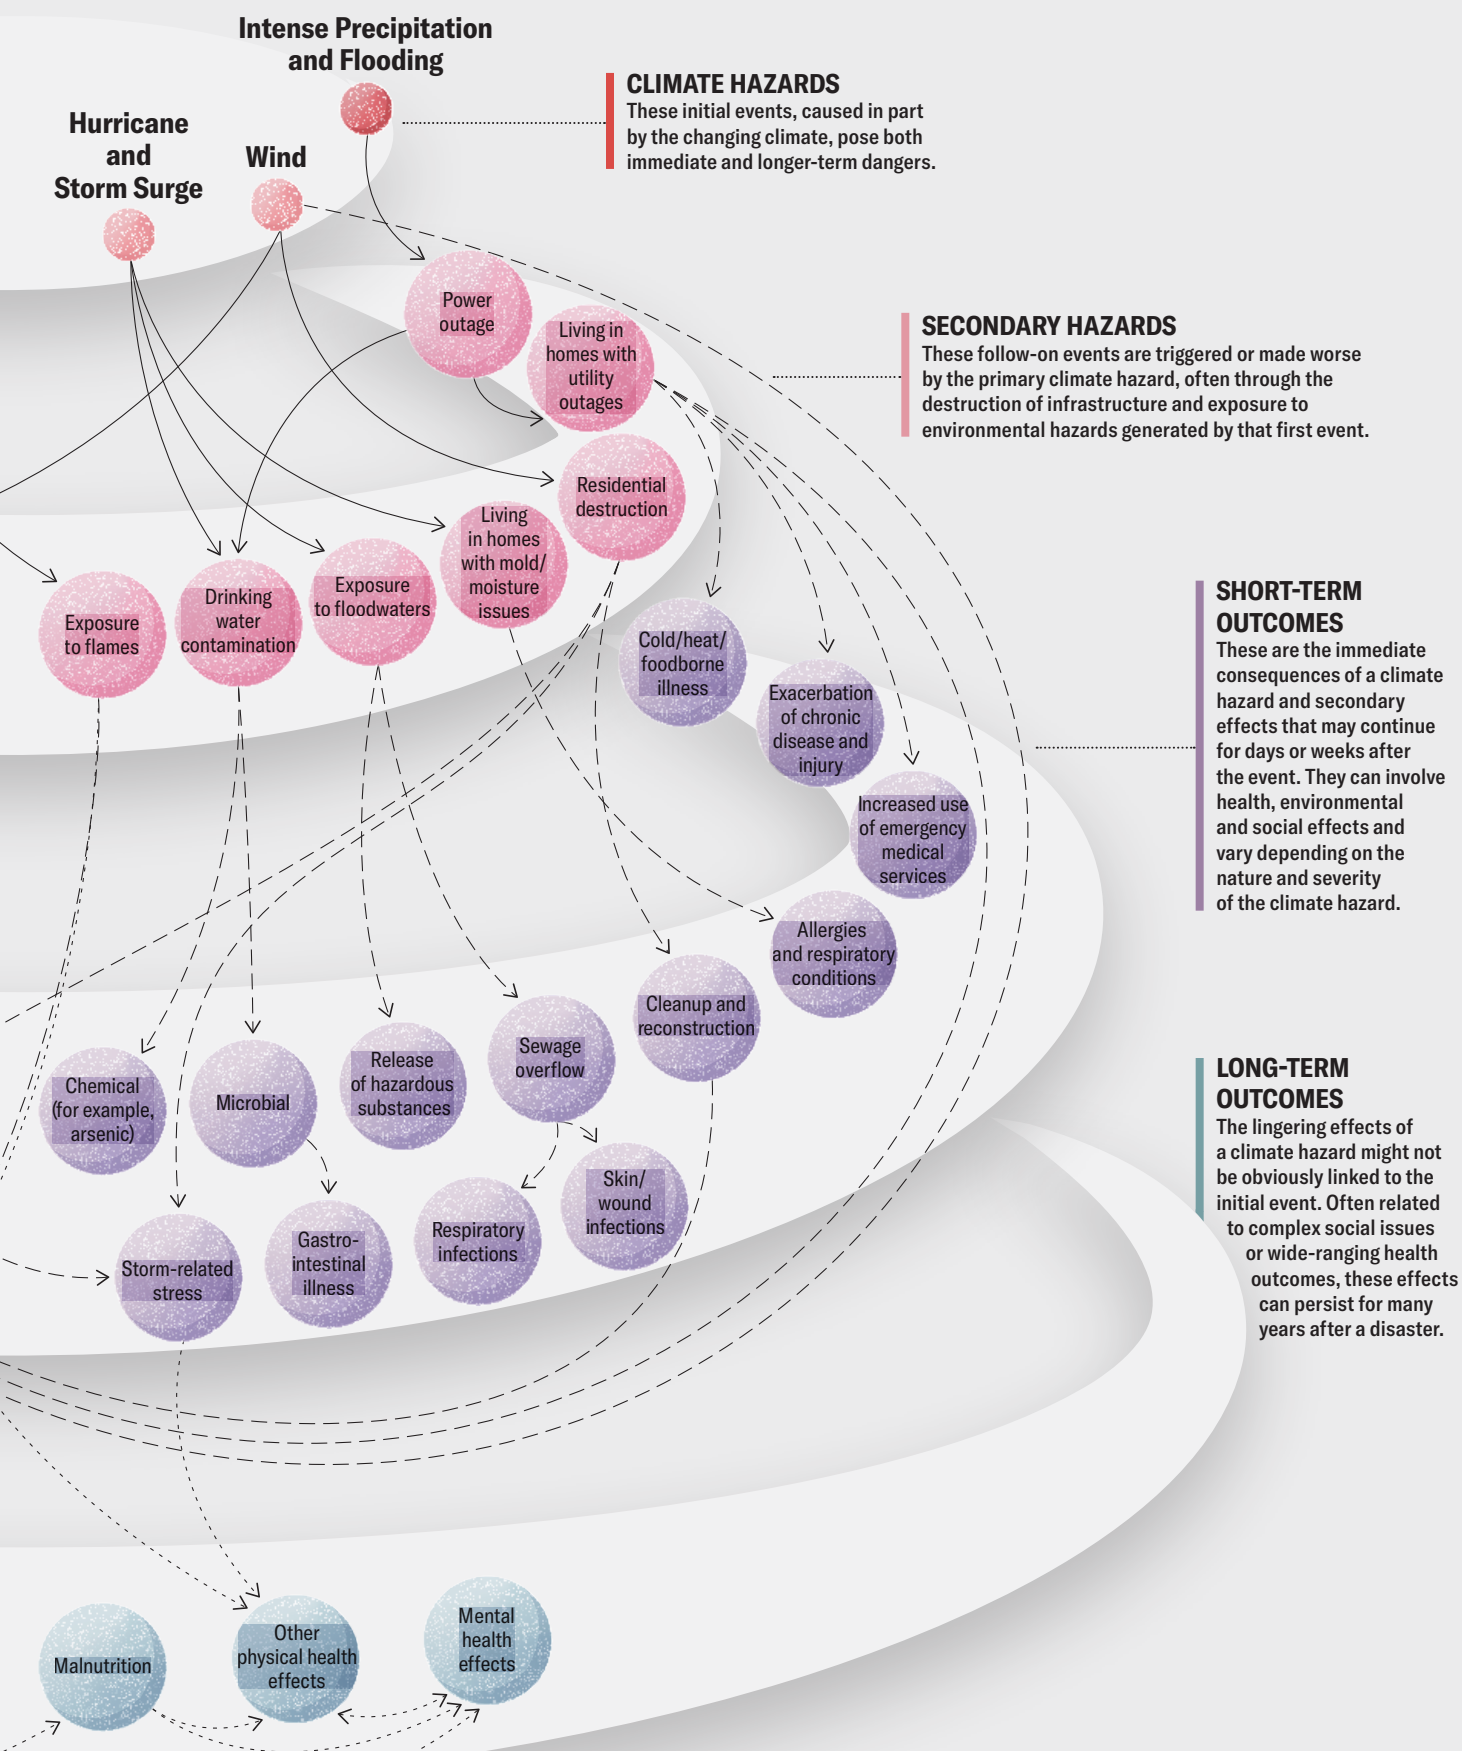 Intense Precipitation
and Flooding
Hurricane
and
Storm Surge
Wind
CLIMATE HAZARDS
These initial events, caused in part
by the changing climate, pose both
immediate and longer-term dangers.
Power
outage
Living in
homes with
utility
outages
SECONDARY HAZARDS
These follow-on events are triggered or made worse
by the primary climate hazard, often through the
destruction of infrastructure and exposure to
environmental hazards generated by that first event.
Residential
destruction
Living
in homes
with mold/
moisture
issues
Exposure
to floodwaters
Drinking
water
contamination
Exposure
to flames
Cold/heat/
foodborne
illness
Exacerbation
of chronic
disease and
injury
Increased use
of emergency
medical
services
SHORT-TERM
OUTCOMES
These are the immediate
consequences of a climate
hazard and secondary
effects that may continue
for days or weeks after
the event. They can involve
health, environmental
and social effects and
vary depending on the
nature and severity
of the climate hazard.
Allergies
and respiratory
conditions
Cleanup and
reconstruction
Sewage
overflow
Release
of hazardous
substances
Microbial
Chemical
(for example,
arsenic)
Skin/
wound
infections
Respiratory
infections
Gastro-
intestinal
illness
Storm-related
stress
LONG-TERM
OUTCOMES
The lingering effects of
a climate hazard might not
be obviously linked to the
initial event. Often related
to complex social issues
or wide-ranging health
outcomes, these effects
can persist for many
years after a disaster.
Malnutrition
Other
physical health
effects
Mental
health
effects